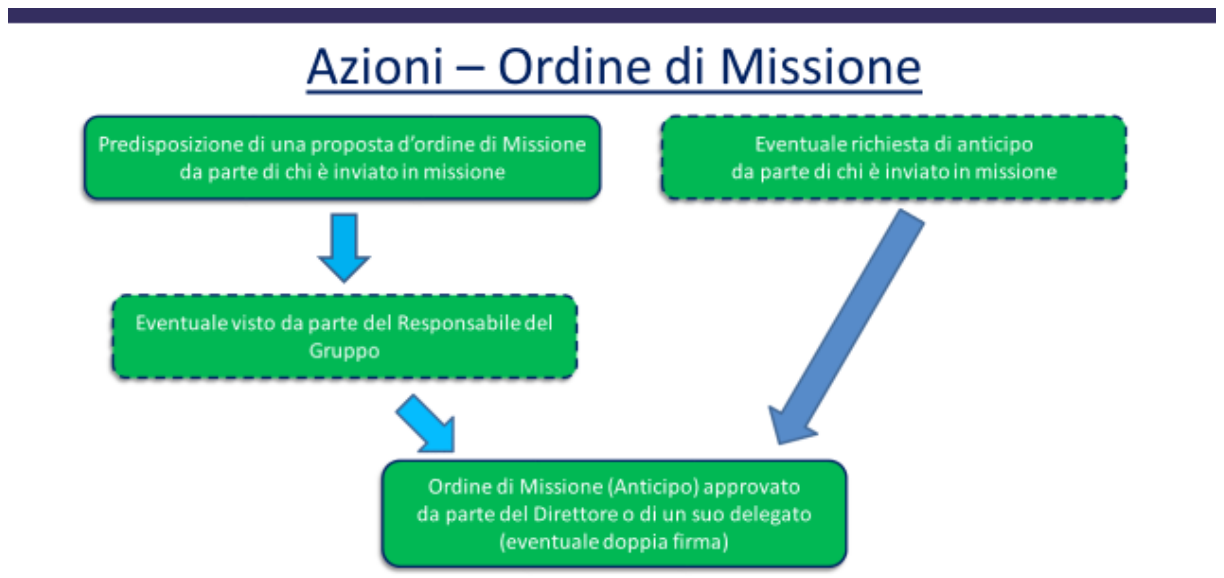 Azioni – Ordine di Missione
Predisposizione di una proposta d'ordine di Missione
da parte di chi è inviato in missione
Eventuale richiesta di anticipo
da parte di chi è inviato in missione
Eventuale visto da parte del Responsabile del
Gruppo
Ordine di Missione (Anticipo) approvato
da parte del Direttore o di un suo delegato
(eventuale doppia firma)